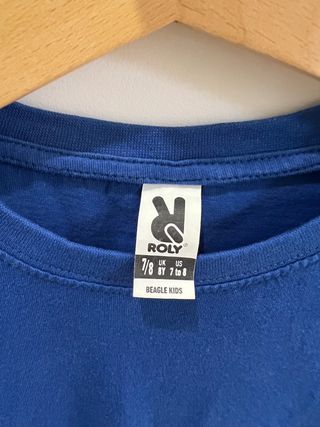 ROLY
7/8 UK US
8Y 7 to 8
BEAGLE KIDS